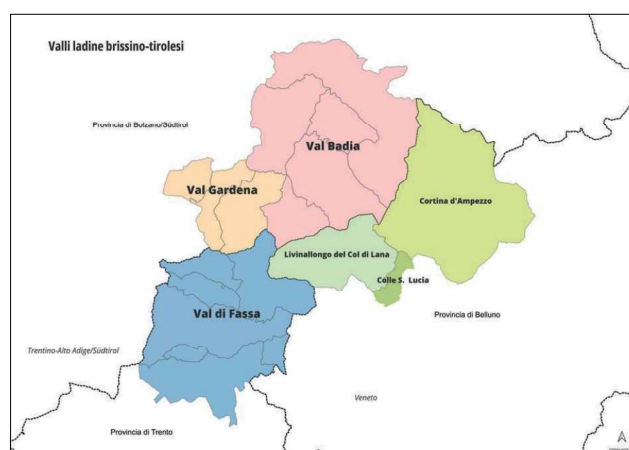 Valli ladine brissino-tirolesi
Provincia di Bolzano/Südtirol
Val Badia
Val Gardena
Cortina d'Ampezzo
Livinallongo del Col di Lana
Colle S. Lucia
Val di Fassa
Provincia di Belluno
Trentino-Alto Adige/Südtirol
Veneto
Provincia di Trento